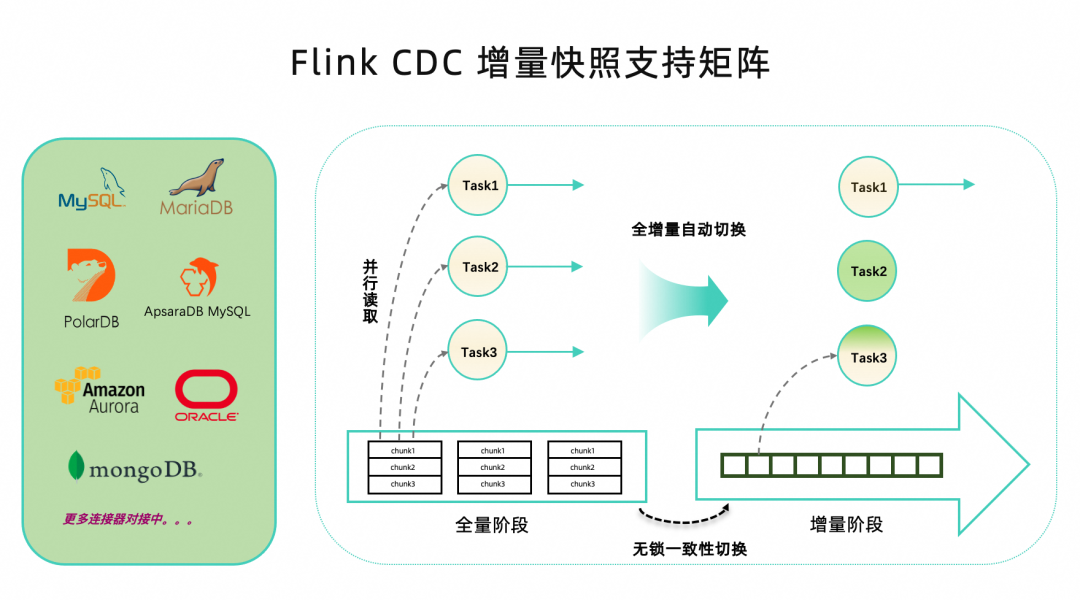 Flink CDC 增量快照支持矩阵
MySQL
MariaDB
PolarDB
ApsaraDB MySQL
Amazon
Aurora
ORACLE
mongoDB
更多连接器对接中。。。
并行读取
Task1
Task2
Task3
chunk1
chunk2
chunk3
chunk1
chunk2
chunk3
chunk1
chunk2
chunk3
全量阶段
全增量自动切换
无锁一致性切换
Task1
Task2
Task3
增量阶段